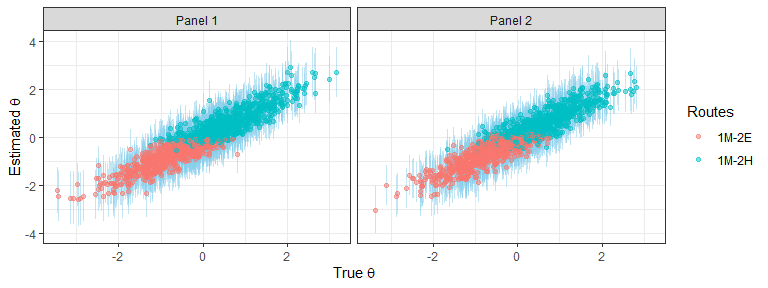 Panel 1
Panel 2
4
2
0
-2
-4
Estimated θ
-2
0
2
-2
0
2
True θ
Routes
1M-2E
1M-2H